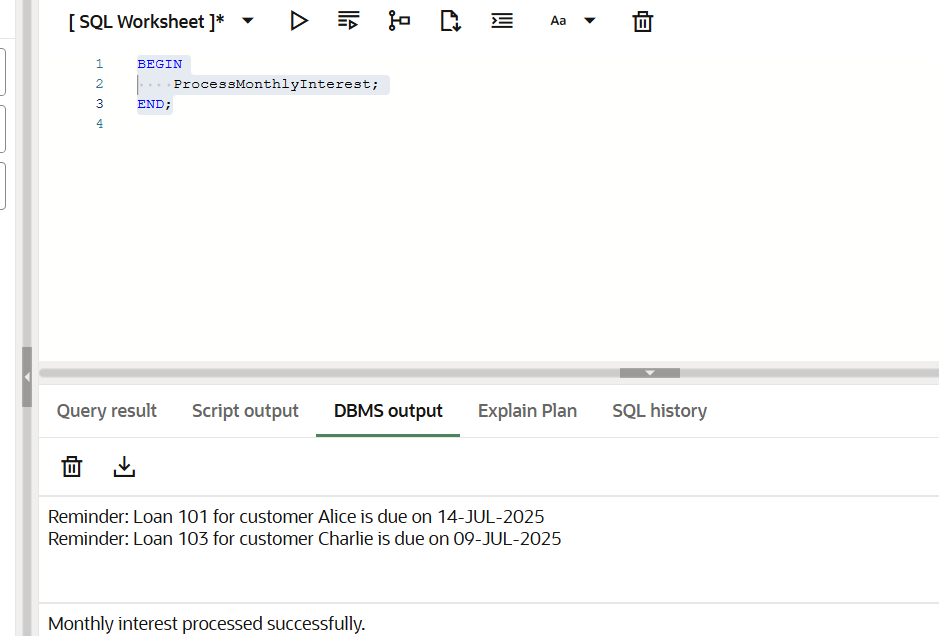 [ SQL Worksheet ]* Aa
1 BEGIN
2 ····ProcessMonthlyInterest;
3 END;
4
Query result Script output DBMS output Explain Plan SQL history
Reminder: Loan 101 for customer Alice is due on 14-JUL-2025
Reminder: Loan 103 for customer Charlie is due on 09-JUL-2025
Monthly interest processed successfully.